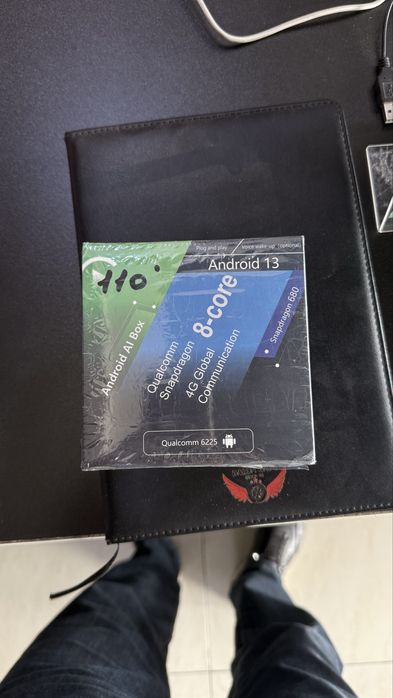 Plug and play
Voice wake-up (optional)
Android 13
110
Android AI Box
Qualcomm
Snapdragon
8-core
4G Global
Communication
Snapdragon 680
Qualcomm 6225